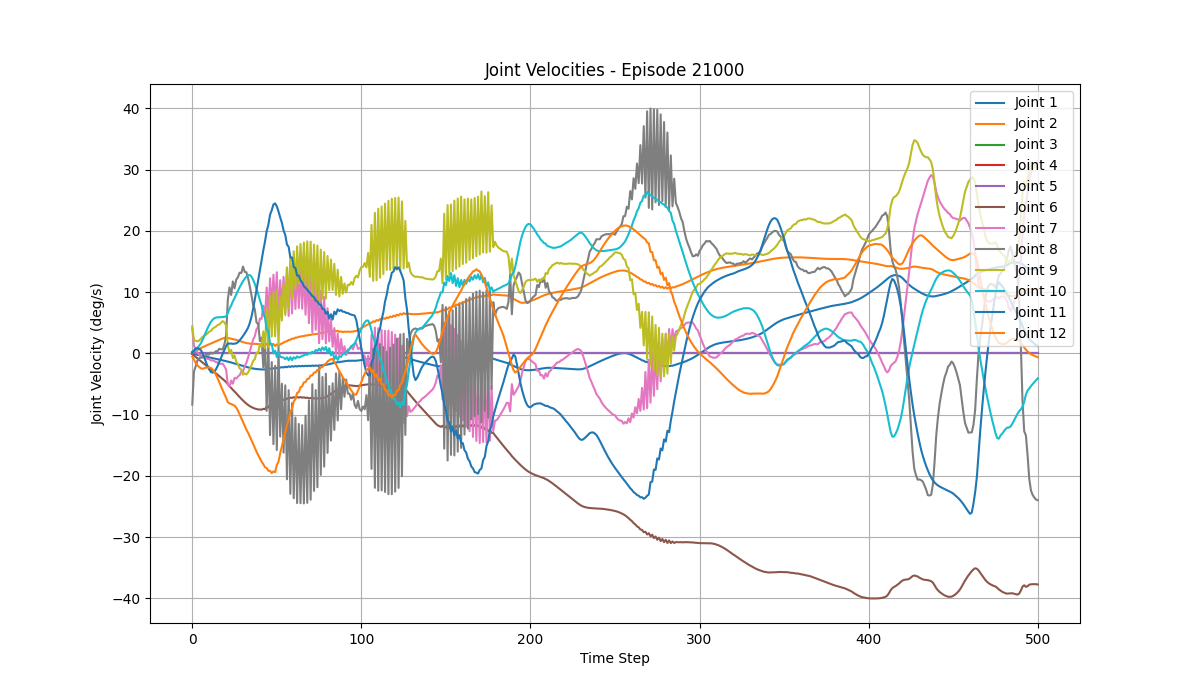 Joint Velocities - Episode 21000
Joint Velocity (deg/s)
40
30
20
10
0
−10
−20
−30
−40
0
100
200
300
400
500
Time Step
Joint 1
Joint 2
Joint 3
Joint 4
Joint 5
Joint 6
Joint 7
Joint 8
Joint 9
Joint 10
Joint 11
Joint 12